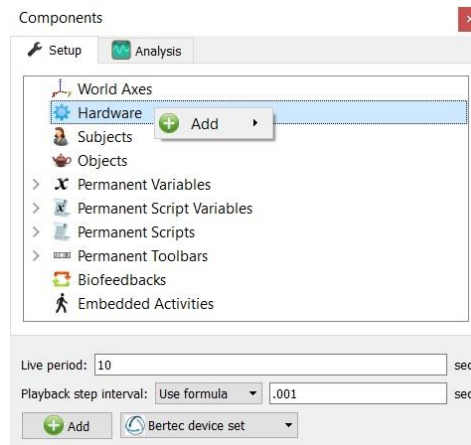 Components
Setup Analysis
World Axes
Hardware
Add
Subjects
Objects
Permanent Variables
Permanent Script Variables
Permanent Scripts
Permanent Toolbars
Biofeedbacks
Embedded Activities
Live period: 10 sec
Playback step interval: Use formula .001 sec
Add Bertec device set